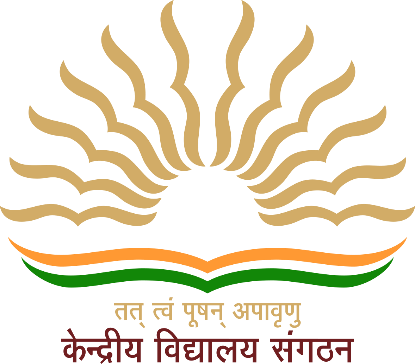 तत् त्वं पूषन् अपावृणु
केन्द्रीय विद्यालय संगठन